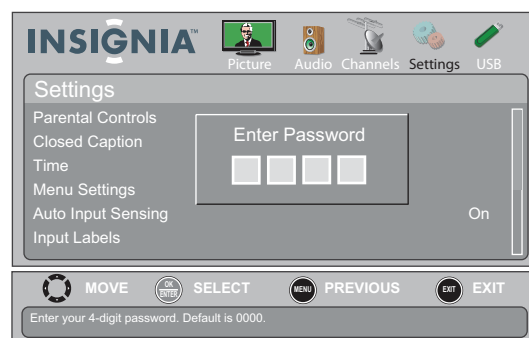 INSIGNIA™
Picture Audio Channels Settings USB
Settings
Parental Controls
Closed Caption
Time
Menu Settings
Auto Input Sensing On
Input Labels
Enter Password
MOVE OK ENTER SELECT MENU PREVIOUS EXIT EXIT
Enter your 4-digit password. Default is 0000.